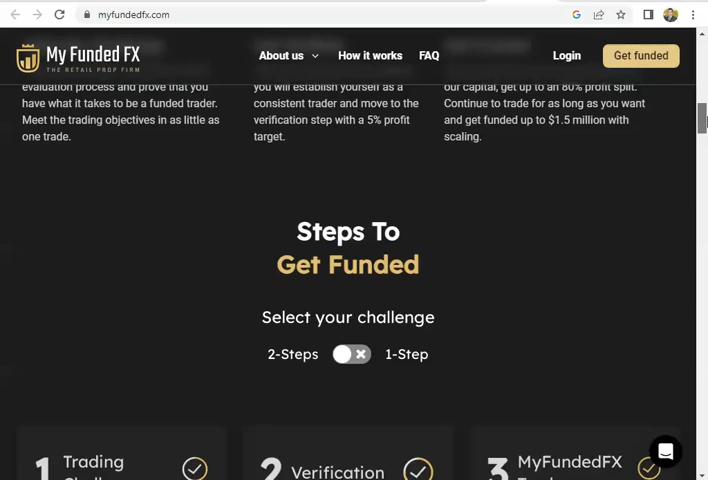 myfundedfx.com
My Funded FX
THE RETAIL PROP FIRM
About us
How it works
FAQ
Login
Get funded
evaluation process and prove that you
have what it takes to be a funded trader.
Meet the trading objectives in as little as
one trade.
you will establish yourself as a
consistent trader and move to the
verification step with a 5% profit
target.
our capital, get up to an 80% profit split.
Continue to trade for as long as you want
and get funded up to $1.5 million with
scaling.
Steps To
Get Funded
Select your challenge
2-Steps
1-Step
1 Trading
2 Verification
3 MyFundedFX